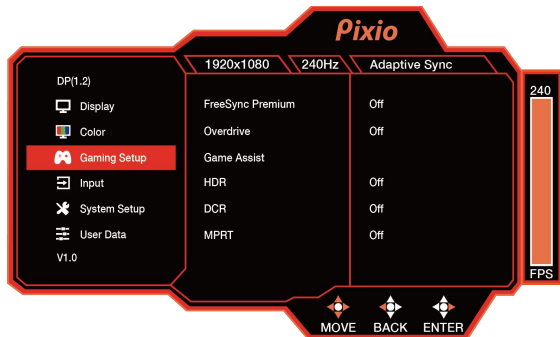 Pixio
1920x1080 240Hz Adaptive Sync
DP(1.2)
Display
Color
Gaming Setup
Input
System Setup
User Data
V1.0
FreeSync Premium Off
Overdrive Off
Game Assist
HDR Off
DCR Off
MPRT Off
240
FPS
MOVE BACK ENTER